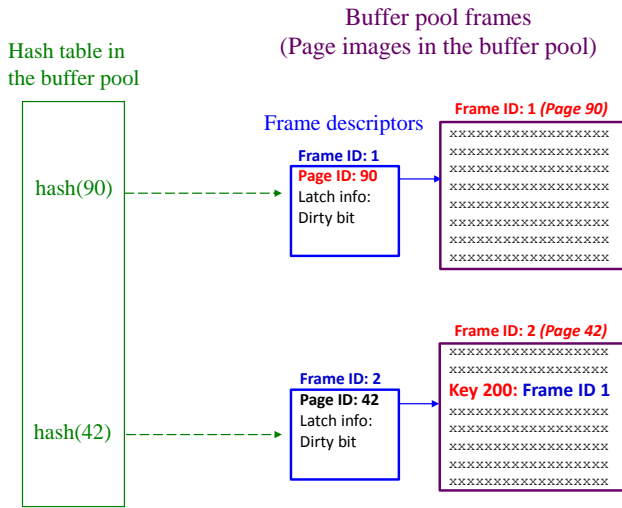 Buffer pool frames
(Page images in the buffer pool)
Hash table in
the buffer pool
Frame descriptors
Frame ID: 1 (Page 90)
xxxxxxxxxxxxxxxxxx
xxxxxxxxxxxxxxxxxx
xxxxxxxxxxxxxxxxxx
xxxxxxxxxxxxxxxxxx
xxxxxxxxxxxxxxxxxx
xxxxxxxxxxxxxxxxxx
xxxxxxxxxxxxxxxxxx
xxxxxxxxxxxxxxxxxx
Frame ID: 1
Page ID: 90
Latch info:
Dirty bit
hash(90)
Frame ID: 2 (Page 42)
xxxxxxxxxxxxxxxxxx
xxxxxxxxxxxxxxxxxx
Key 200: Frame ID 1
xxxxxxxxxxxxxxxxxx
xxxxxxxxxxxxxxxxxx
xxxxxxxxxxxxxxxxxx
xxxxxxxxxxxxxxxxxx
xxxxxxxxxxxxxxxxxx
Frame ID: 2
Page ID: 42
Latch info:
Dirty bit
hash(42)